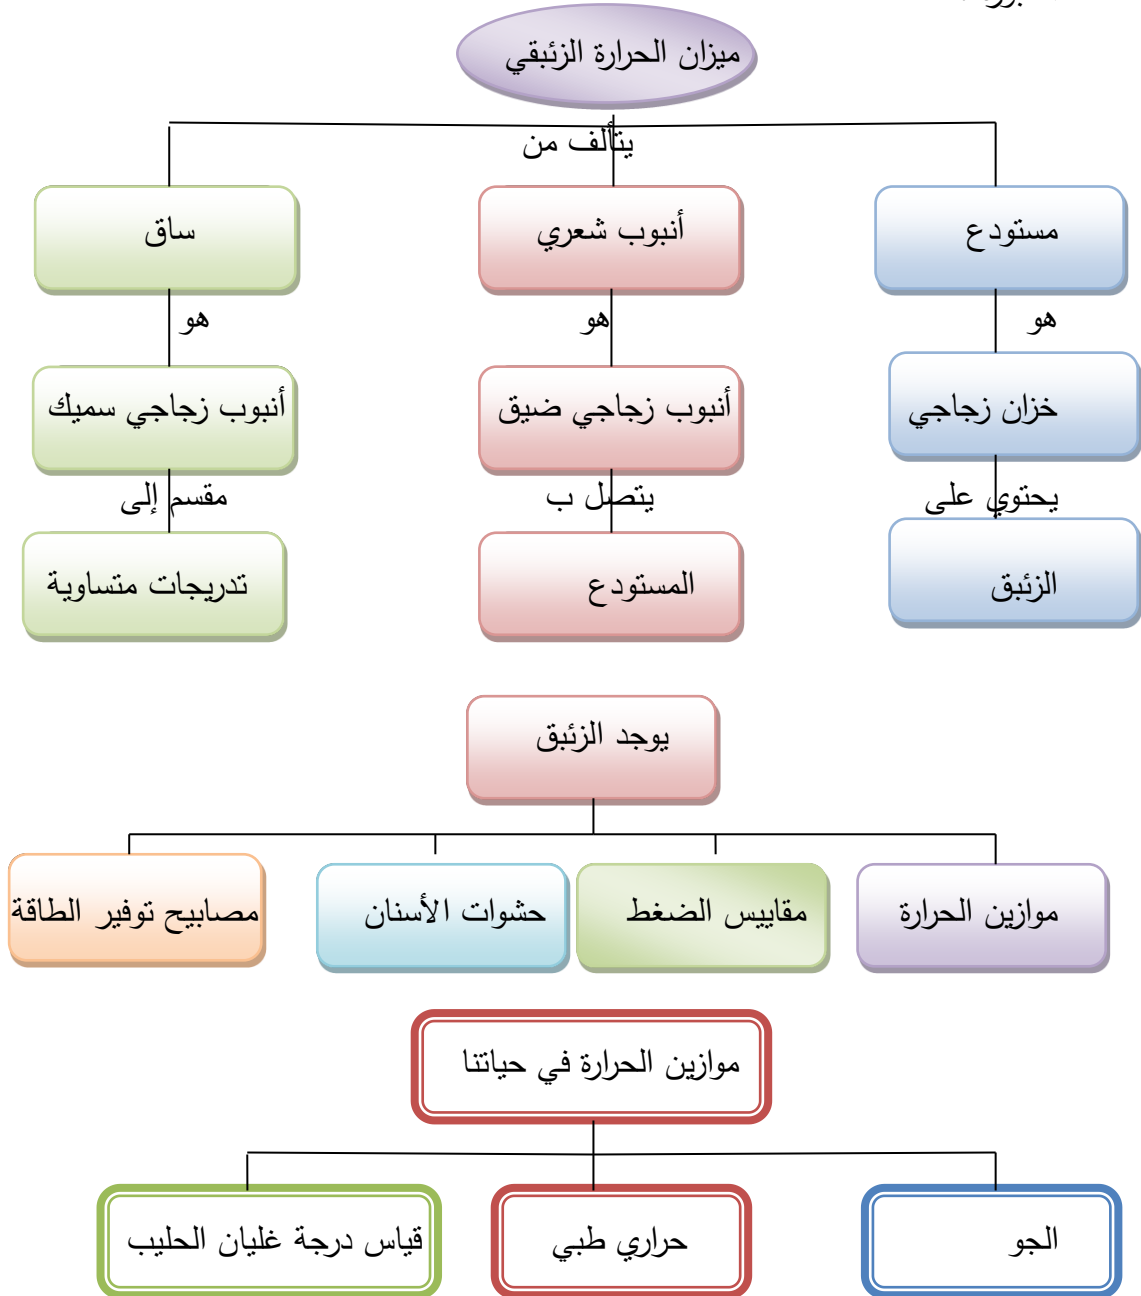 ميزان الحرارة الزئبقي
يتألف من
مستودع
أنبوب شعري
ساق
هو
هو
هو
خزان زجاجي
أنبوب زجاجي ضيق
أنبوب زجاجي سميك
يحتوي على
يتصل ب
مقسم إلى
الزئبق
المستودع
تدريجات متساوية
يوجد الزئبق
موازين الحرارة
مقاييس الضغط
حشوات الأسنان
مصابيح توفير الطاقة
موازين الحرارة في حياتنا
الجو
حراري طبي
قياس درجة غليان الحليب